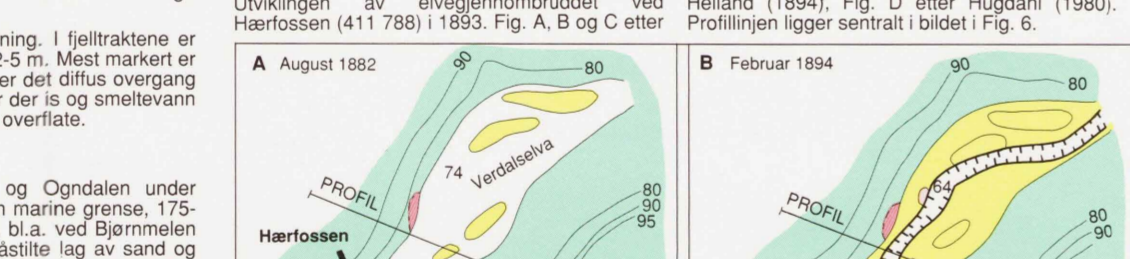 ning. I fjelltraktene er
2-5 m. Mest markert er
er det diffus overgang
r der is og smeltevann
overflate.
og Ogndalen under
n marine grense, 175-
bl.a. ved Bjørnmelen
åstilte lag av sand og
Utviklingen av elvegjennombruddet ved
Hærfossen (411 788) i 1893. Fig. A, B og C etter
Helland (1894), Fig. D etter Hugdahl (1980).
Profillinjen ligger sentralt i bildet i Fig. 6.
A August 1882
90
80
74
Verdalselva
PROFIL
Hærfossen
80
90
95
B Februar 1894
90
80
64
PROFIL
80
90